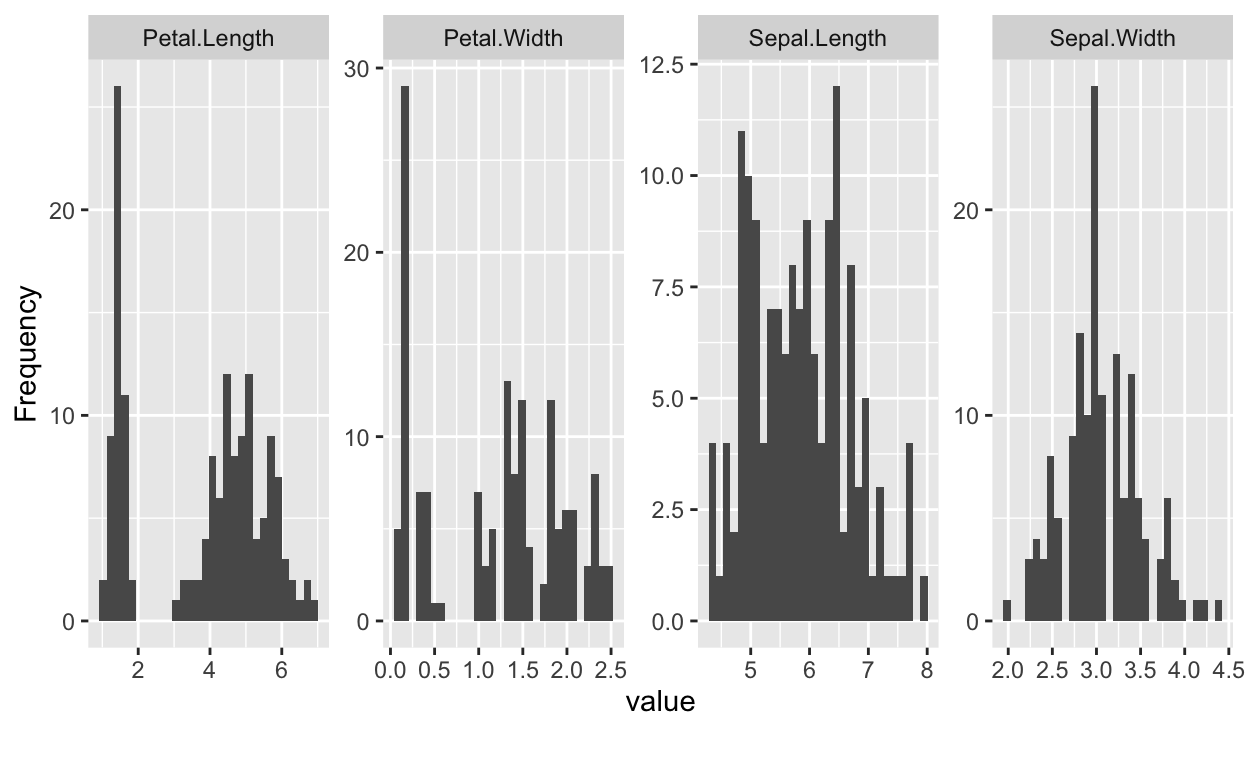 Petal.Length Petal.Width Sepal.Length Sepal.Width
Frequency
0 10 20
0 10 20 30
0.0 2.5 5.0 7.5 10.0 12.5
0 10 20
2 4 6
0.0 0.5 1.0 1.5 2.0 2.5
5 6 7 8
2.0 2.5 3.0 3.5 4.0 4.5
value